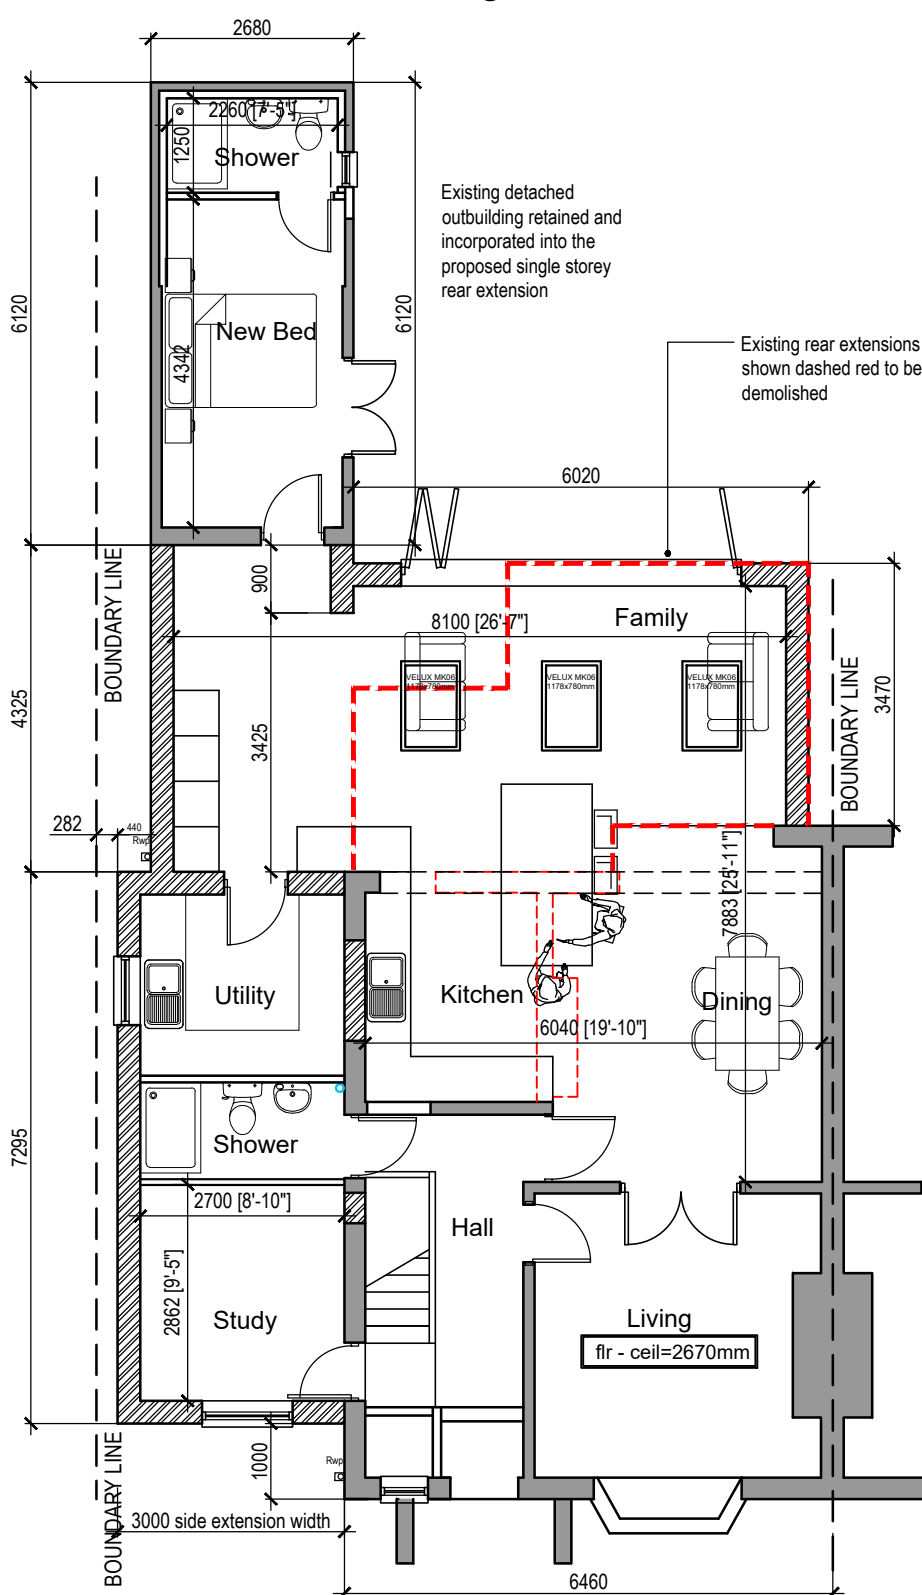 2680
2260 [7'-5"]
1250
Shower
Existing detached
outbuilding retained and
incorporated into the
proposed single storey
rear extension
6120
6120
New Bed
4342
Existing rear extensions
shown dashed red to be
demolished
6020
BOUNDARY LINE
900
Family
8100 [26'-7"]
VELUX MK06
1178x780mm
VELUX MK06
1178x780mm
VELUX MK06
1178x780mm
4325
3425
3470
BOUNDARY LINE
282
440
Rwp
7883 [25'-11"]
Utility
Kitchen
Dining
6040 [19'-10"]
7295
Shower
2700 [8'-10"]
Hall
2862 [9'-5"]
Study
Living
flr - ceil=2670mm
BOUNDARY LINE
1000
Rwp
3000 side extension width
6460